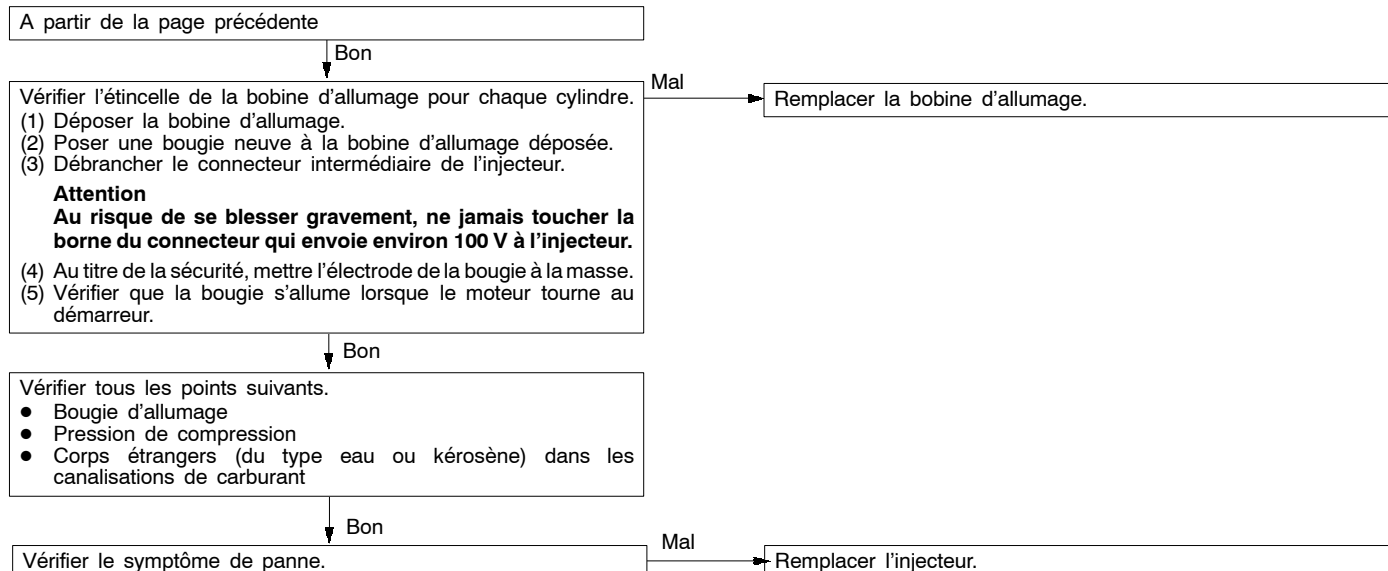 A partir de la page précédente
Bon
Vérifier l'étincelle de la bobine d'allumage pour chaque cylindre.
(1) Déposer la bobine d'allumage.
(2) Poser une bougie neuve à la bobine d'allumage déposée.
(3) Débrancher le connecteur intermédiaire de l'injecteur.
Attention
Au risque de se blesser gravement, ne jamais toucher la
borne du connecteur qui envoie environ 100 V à l'injecteur.
(4) Au titre de la sécurité, mettre l'électrode de la bougie à la masse.
(5) Vérifier que la bougie s'allume lorsque le moteur tourne au
démarreur.
Mal
Remplacer la bobine d'allumage.
Bon
Vérifier tous les points suivants.
● Bougie d'allumage
● Pression de compression
● Corps étrangers (du type eau ou kérosène) dans les
canalisations de carburant
Bon
Vérifier le symptôme de panne.
Mal
Remplacer l'injecteur.